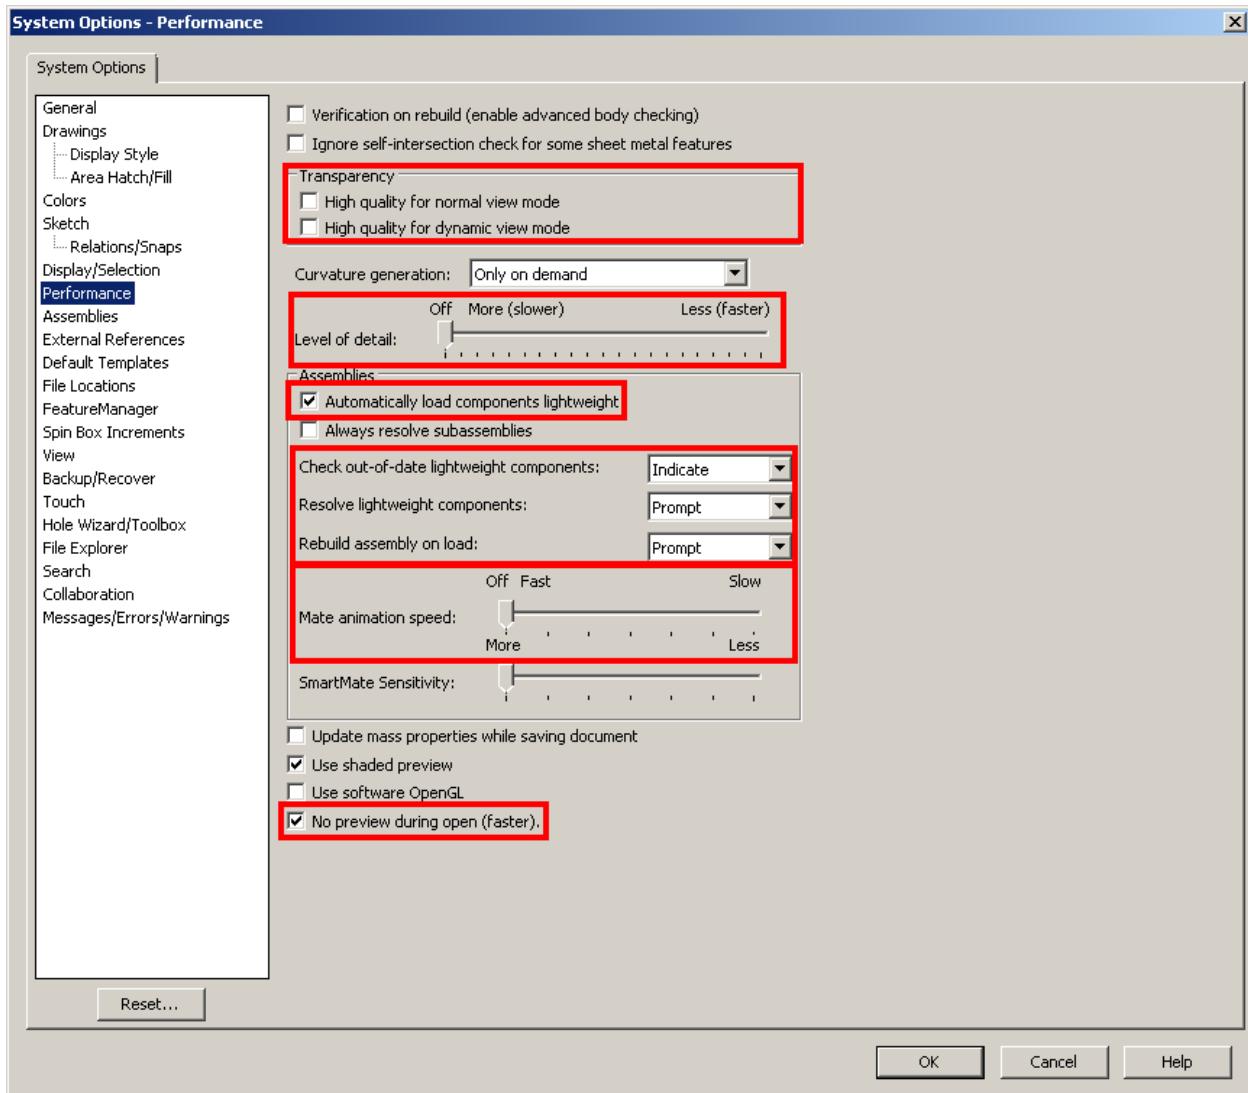 System Options - Performance
System Options
General
Drawings
Display Style
Area Hatch/Fill
Colors
Sketch
Relations/Snaps
Display/Selection
Performance
Assemblies
External References
Default Templates
File Locations
FeatureManager
Spin Box Increments
View
Backup/Recover
Touch
Hole Wizard/Toolbox
File Explorer
Search
Collaboration
Messages/Errors/Warnings
Reset...
Verification on rebuild (enable advanced body checking)
Ignore self-intersection check for some sheet metal features
Transparency
High quality for normal view mode
High quality for dynamic view mode
Curvature generation: Only on demand
Off More (slower) Less (faster)
Level of detail:
Assemblies
Automatically load components lightweight
Always resolve subassemblies
Check out-of-date lightweight components: Indicate
Resolve lightweight components: Prompt
Rebuild assembly on load: Prompt
Off Fast Slow
Mate animation speed:
More Less
SmartMate Sensitivity:
Update mass properties while saving document
Use shaded preview
Use software OpenGL
No preview during open (faster).
OK Cancel Help